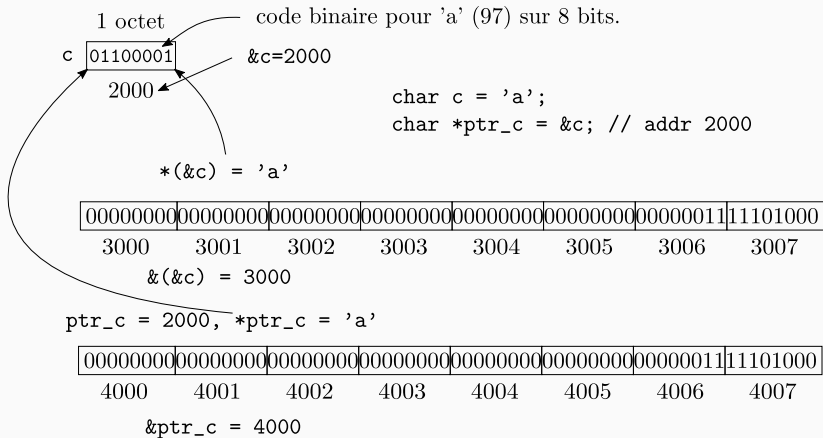 1 octet
code binaire pour 'a' (97) sur 8 bits.
c 01100001
&c=2000
2000
char c = 'a';
char *ptr_c = &c; // addr 2000
*(&c) = 'a'
00000000 00000000 00000000 00000000 00000000 00000000 00000011 11101000
3000 3001 3002 3003 3004 3005 3006 3007
&(&c) = 3000
ptr_c = 2000, *ptr_c = 'a'
00000000 00000000 00000000 00000000 00000000 00000000 00000011 11101000
4000 4001 4002 4003 4004 4005 4006 4007
&ptr_c = 4000